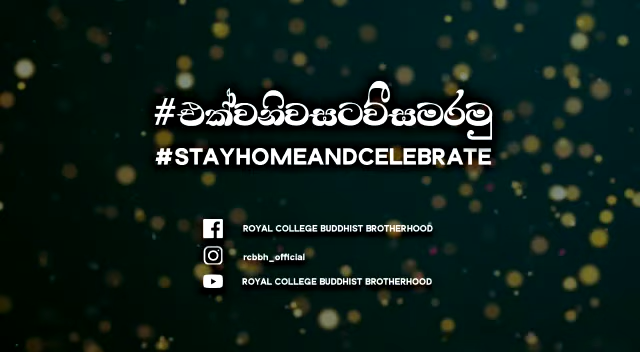 #එක්වනිවසටවීසමරමු
#STAYHOMEANDCELEBRATE
ROYAL COLLEGE BUDDHIST BROTHERHOOD
rcbbh_official
ROYAL COLLEGE BUDDHIST BROTHERHOOD